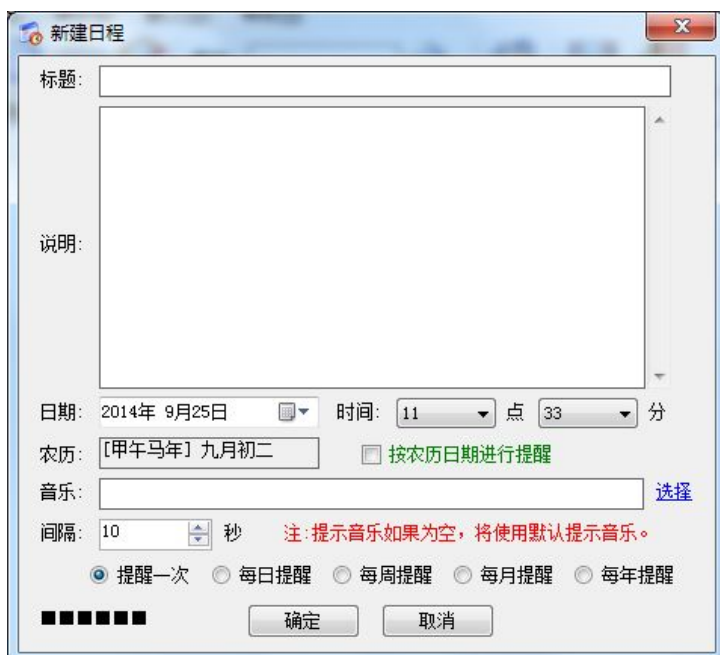 新建日程
标题:
说明:
日期: 2014年 9月25日 时间: 11 点 33 分
农历: [甲午马年] 九月初二 按农历日期进行提醒
音乐: 选择
间隔: 10 秒 注:提示音乐如果为空，将使用默认提示音乐。
提醒一次 每日提醒 每周提醒 每月提醒 每年提醒
■■■■■■ 确定 取消